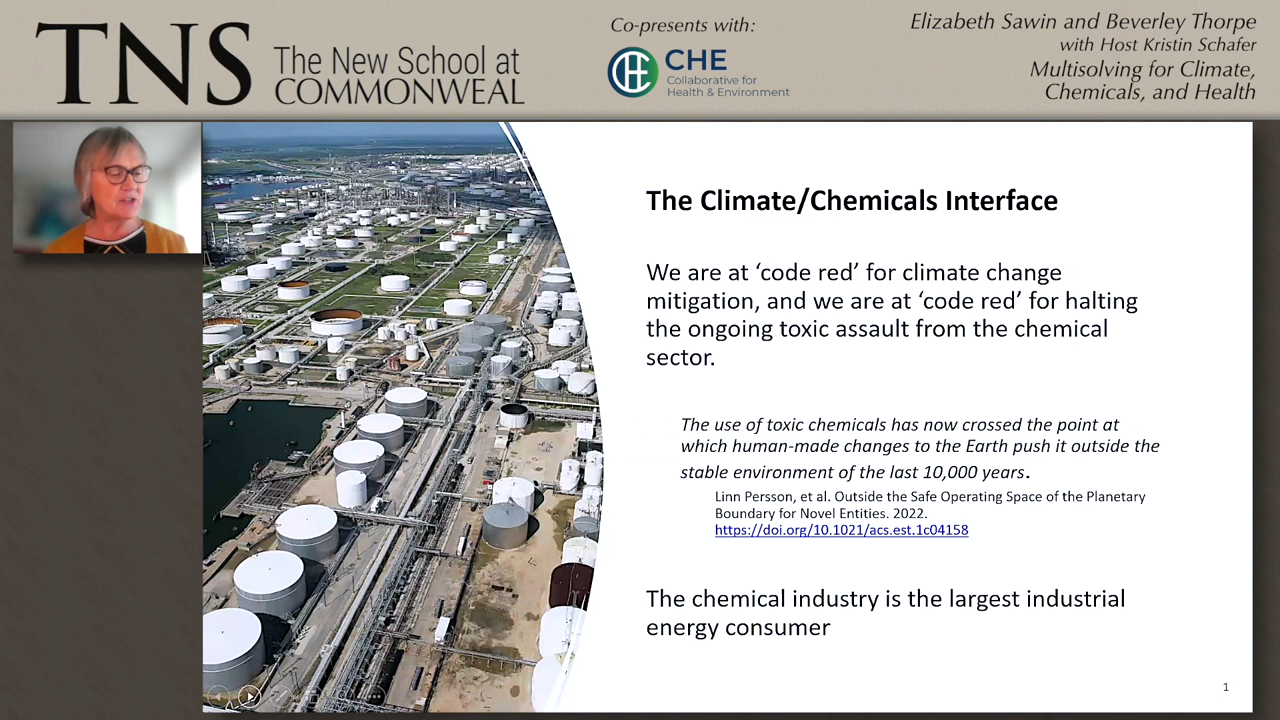 TNS
The New School at
COMMONWEAL
Co-presents with:
CHE
Collaborative for
Health & Environment
Elizabeth Sawin and Beverley Thorpe
with Host Kristin Schafer
Multisolving for Climate,
Chemicals, and Health
The Climate/Chemicals Interface
We are at ‘code red’ for climate change
mitigation, and we are at ‘code red’ for halting
the ongoing toxic assault from the chemical
sector.
The use of toxic chemicals has now crossed the point at
which human-made changes to the Earth push it outside the
stable environment of the last 10,000 years.
Linn Persson, et al. Outside the Safe Operating Space of the Planetary
Boundary for Novel Entities. 2022.
https://doi.org/10.1021/acs.est.1c04158
The chemical industry is the largest industrial
energy consumer
1